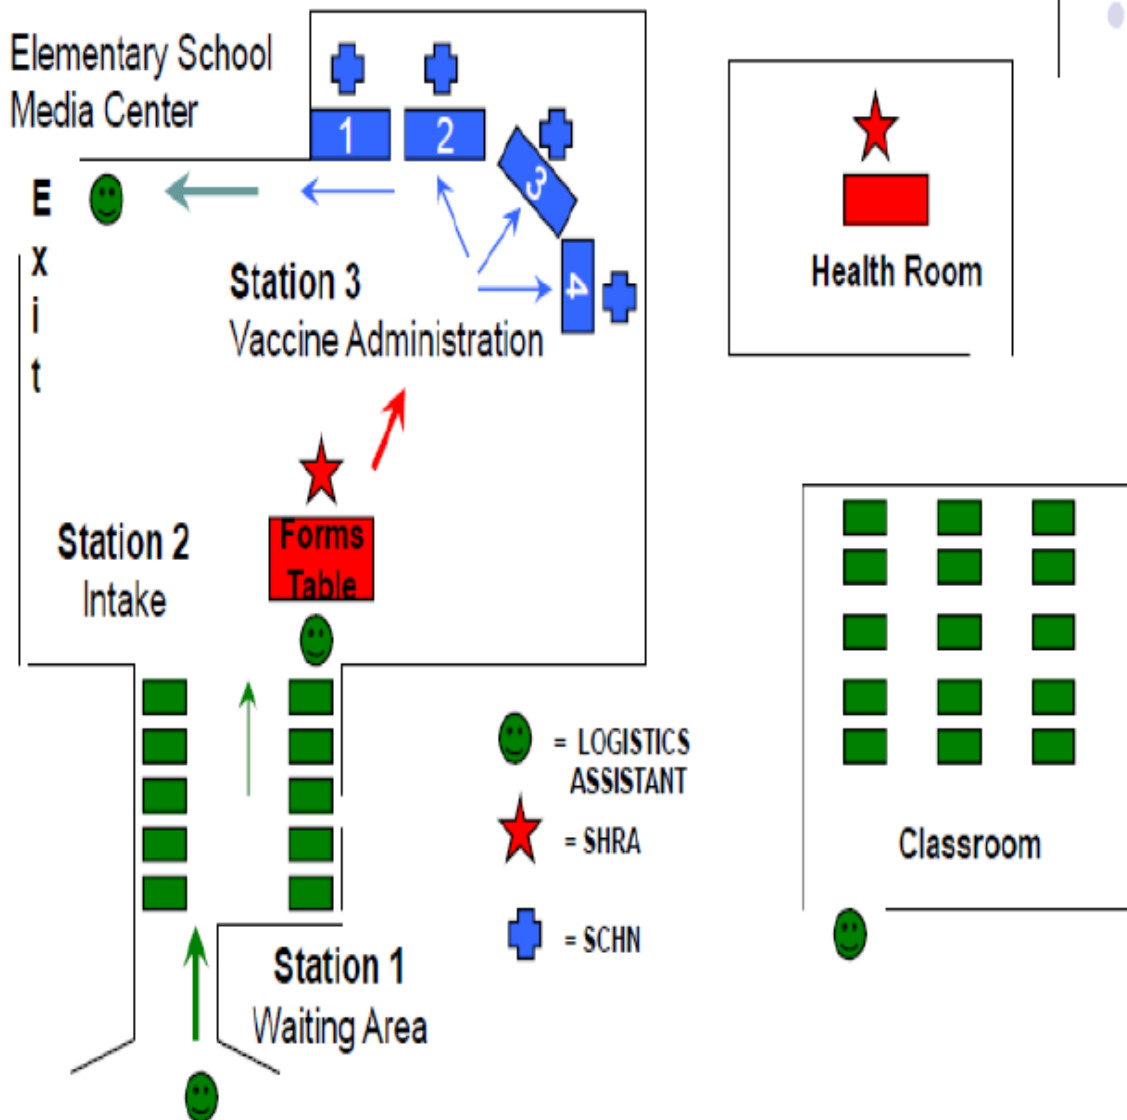 Elementary School
Media Center
E
x
i
t
1
2
3
4
Station 3
Vaccine Administration
Health Room
Station 2
Intake
Forms
Table
= LOGISTICS
ASSISTANT
= SHRA
= SCHN
Classroom
Station 1
Waiting Area